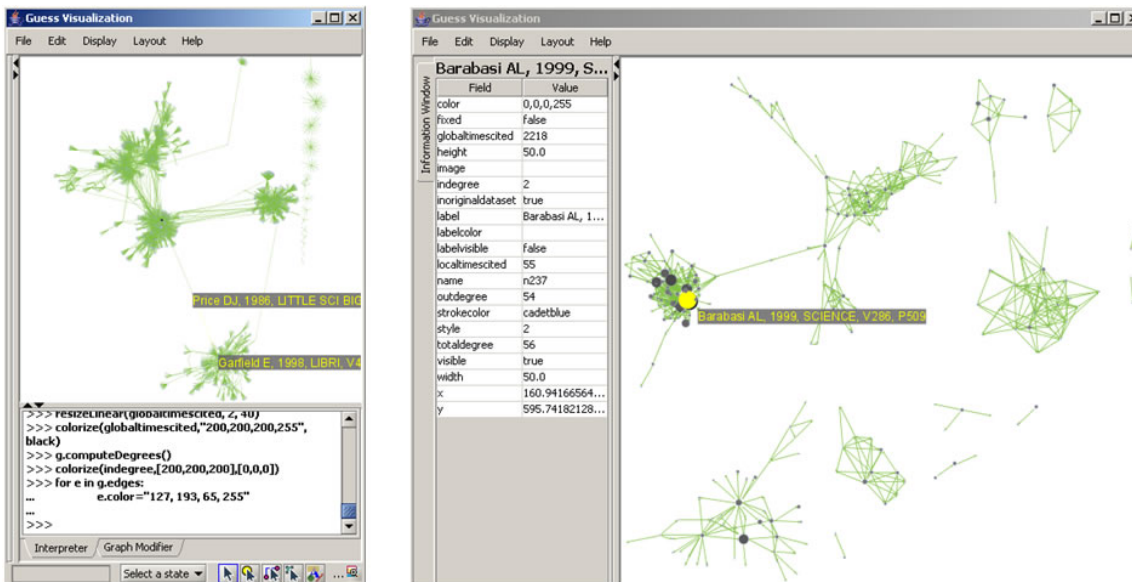 Guess Visualization
File Edit Display Layout Help
Price DJ, 1986, LITTLE SCI BIG
Garfield E, 1998, LIBRI, V4
>>> resizeLinear(globaltimescited, 2, 40)
>>> colorize(globaltimescited,"200,200,200,255",
black)
>>> g.computeDegrees()
>>> colorize(indegree,[200,200,200],[0,0,0])
>>> for e in g.edges:
... e.color="127, 193, 65, 255"
...
>>>
Interpreter Graph Modifier
Select a state ...
Guess Visualization
File Edit Display Layout Help
Information Window
Barabasi AL, 1999, S...
Field Value
color 0,0,0,255
fixed false
globaltimescited 2218
height 50.0
image
indegree 2
inoriginaldataset true
label Barabasi AL, 1...
labelcolor
labelvisible false
localtimescited 55
name n237
outdegree 54
strokecolor cadetblue
style 2
totaldegree 56
visible true
width 50.0
x 160.94166564...
y 595.74182128...
Barabasi AL, 1999, SCIENCE, V286, P509